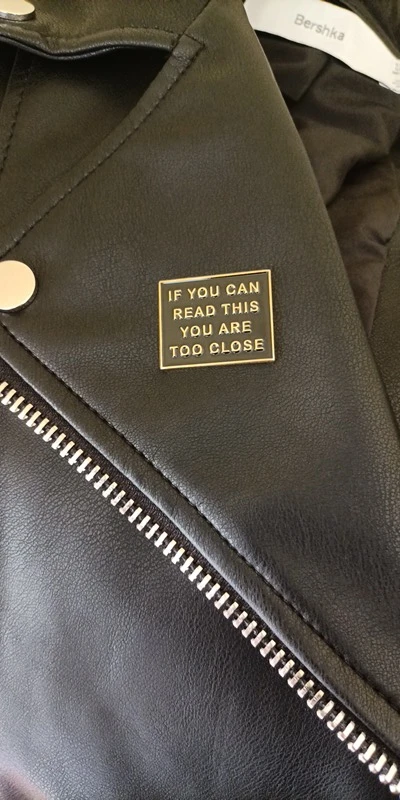 Bershka
IF YOU CAN
READ THIS
YOU ARE
TOO CLOSE